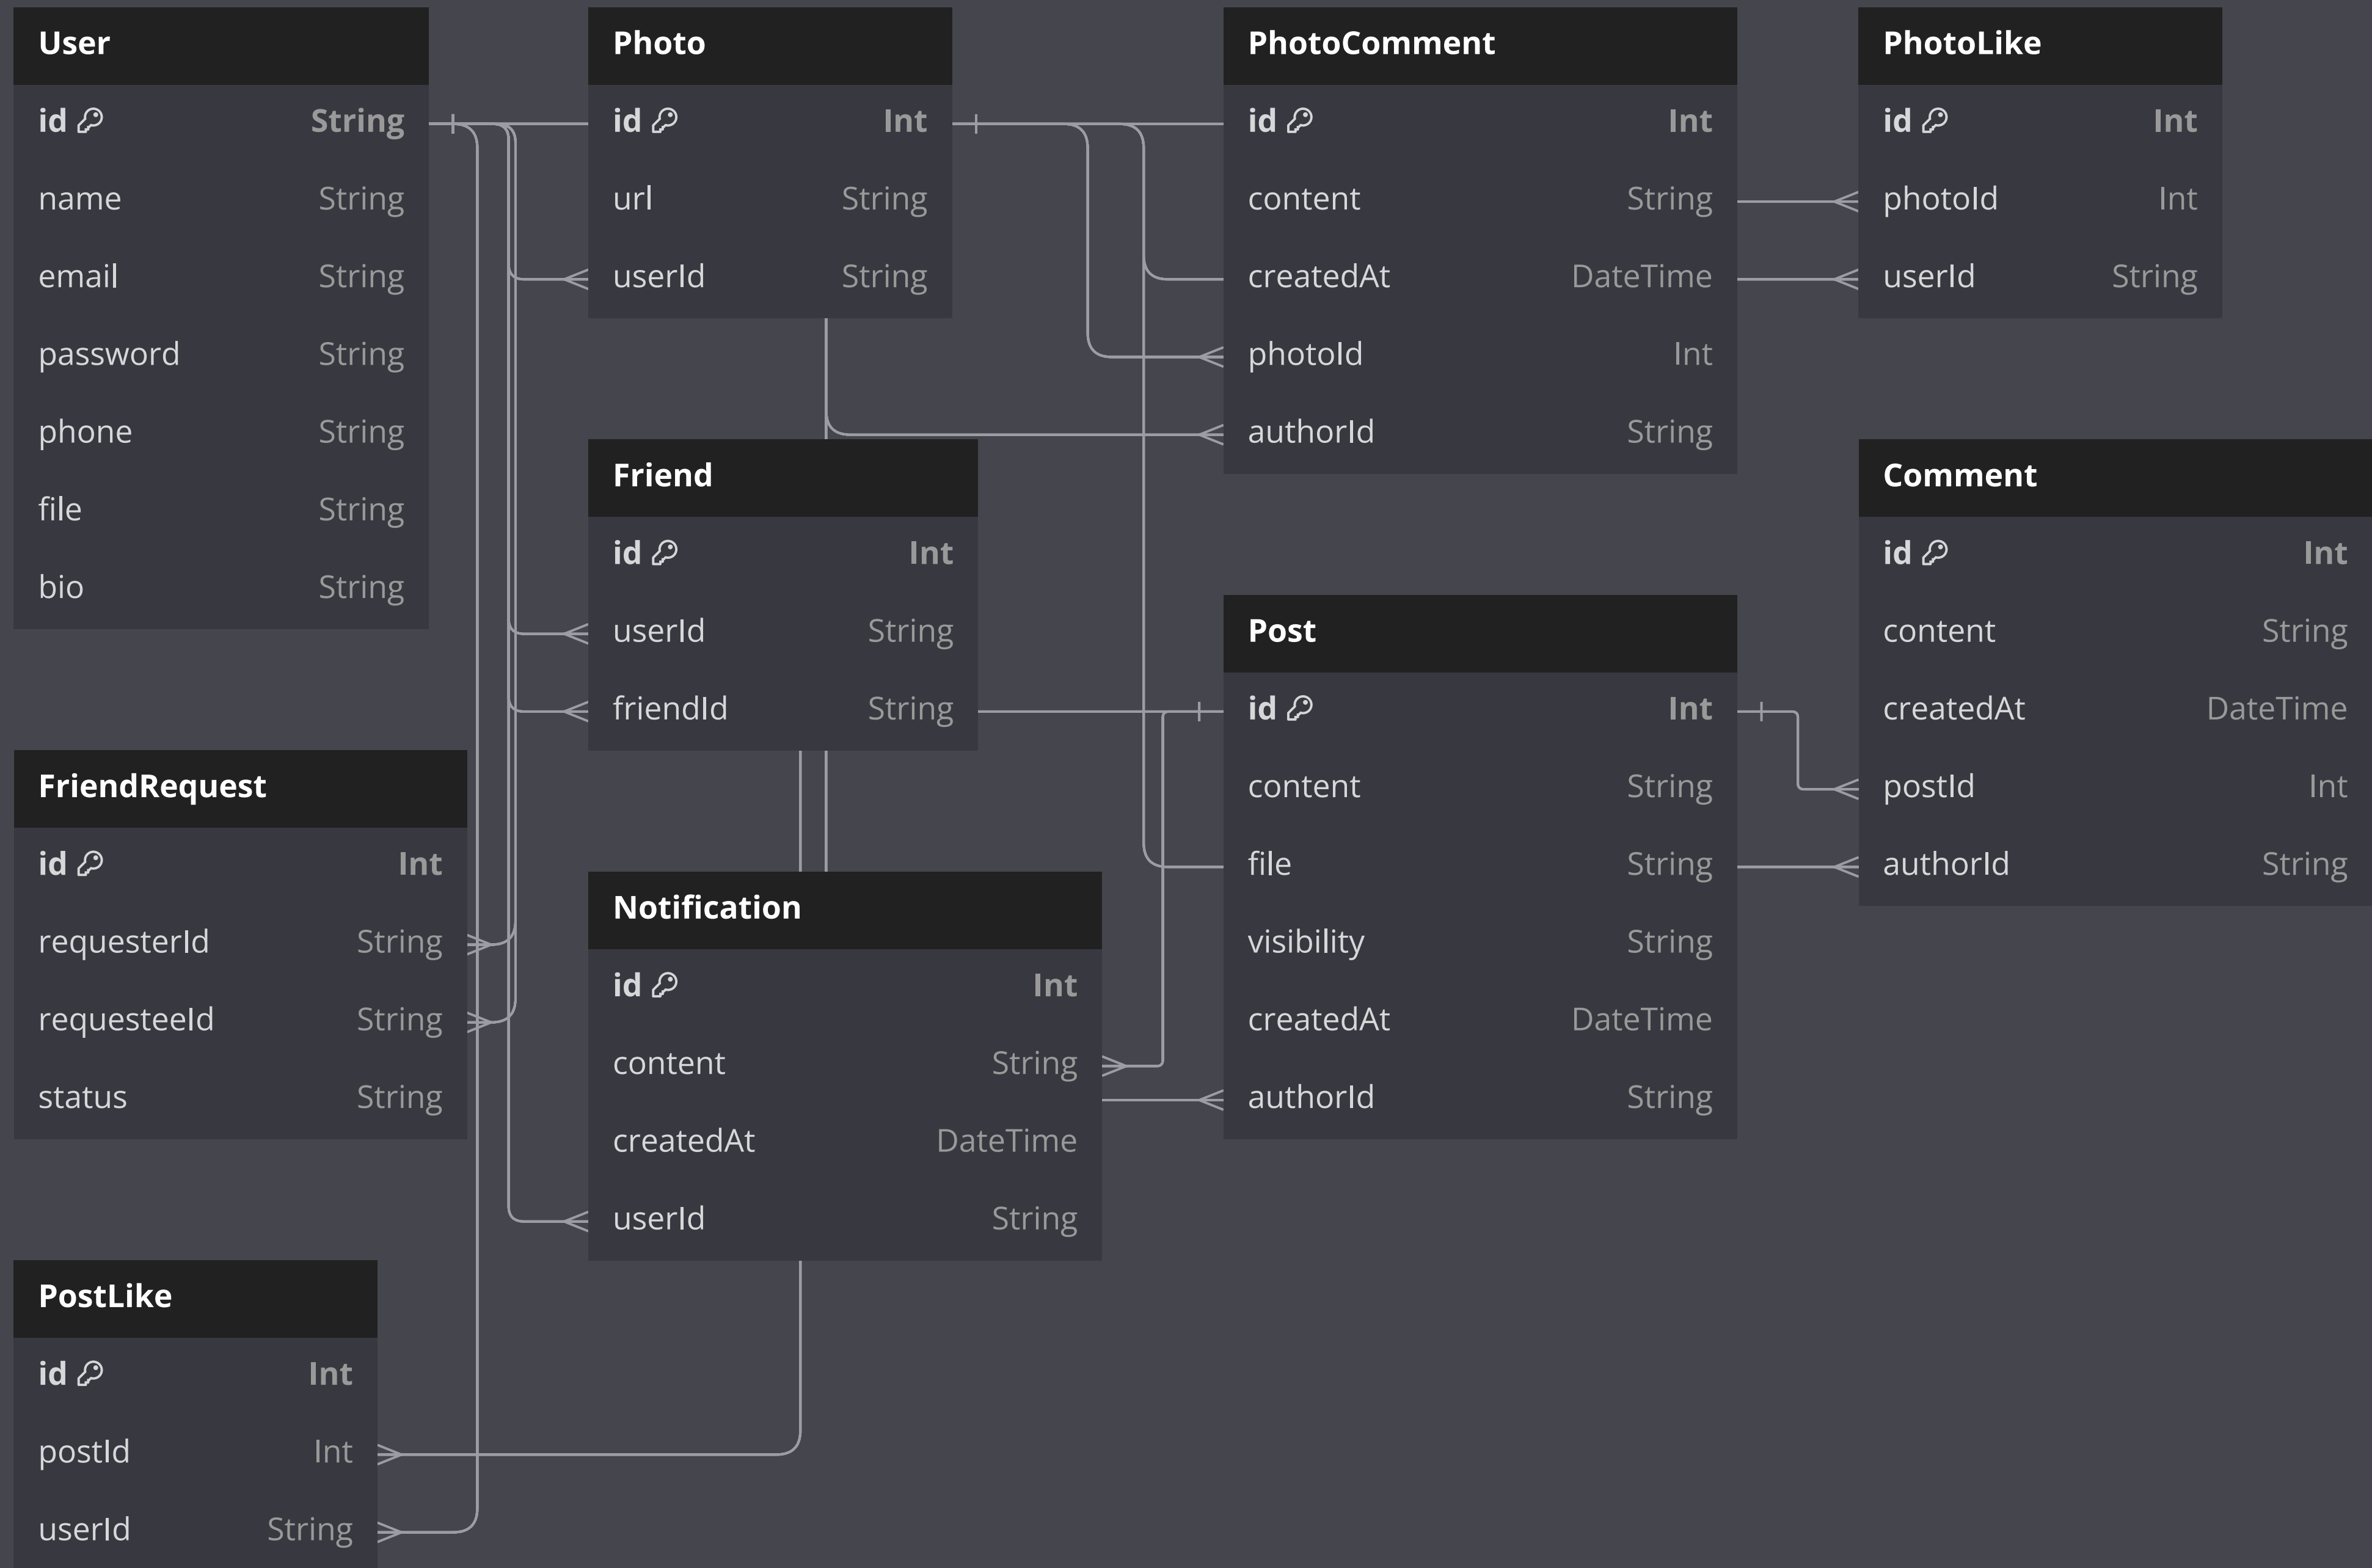 User
id String
name String
email String
password String
phone String
file String
bio String
Photo
id Int
url String
userId String
PhotoComment
id Int
content String
createdAt DateTime
photoId Int
authorId String
PhotoLike
id Int
photoId Int
userId String
Friend
id Int
userId String
friendId String
Comment
id Int
content String
createdAt DateTime
postId Int
authorId String
Post
id Int
content String
file String
visibility String
createdAt DateTime
authorId String
FriendRequest
id Int
requesterId String
requesteeId String
status String
Notification
id Int
content String
createdAt DateTime
userId String
PostLike
id Int
postId Int
userId String